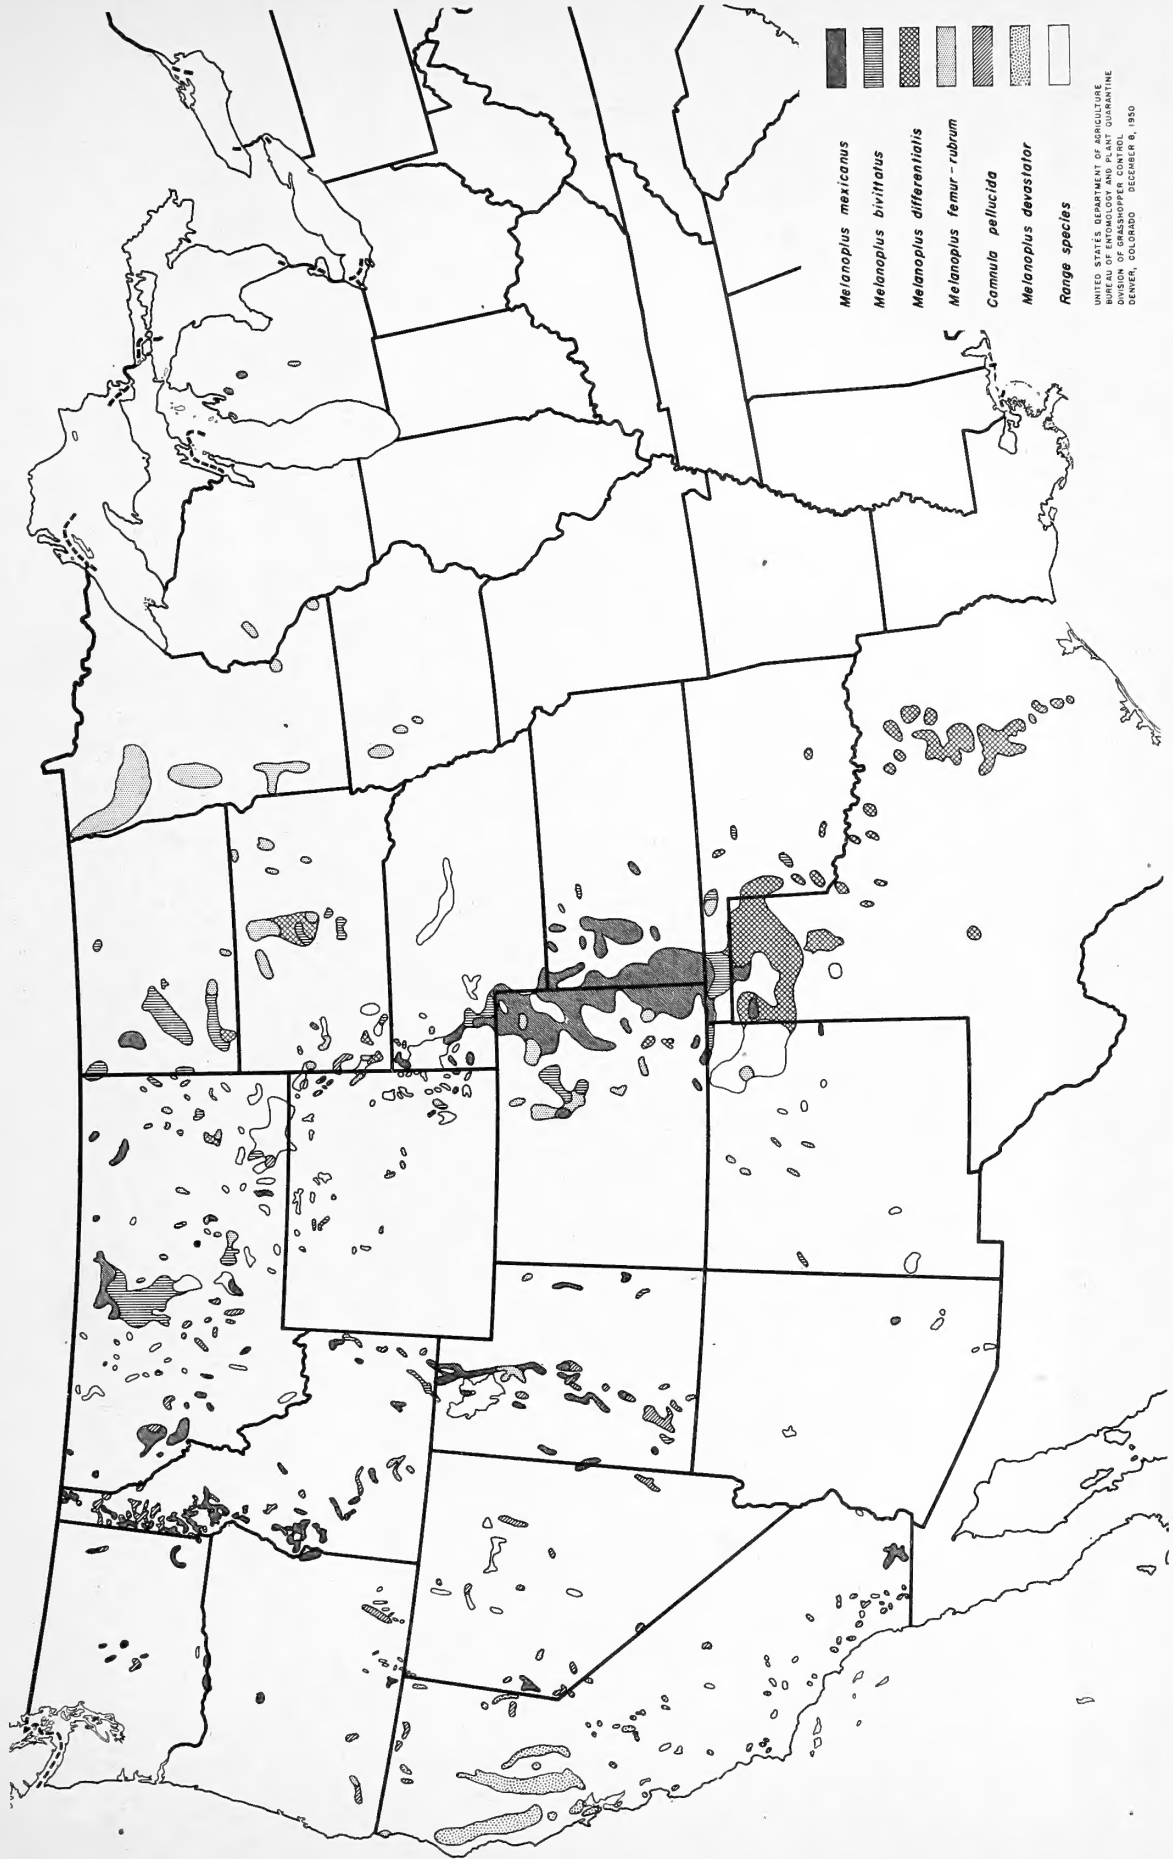 Melanoplus mexicanus
Melanoplus bivittatus
Melanoplus differentialis
Melanoplus femur-rubrum
Camnula pellucida
Melanoplus devastator
Range species
UNITED STATES DEPARTMENT OF AGRICULTURE
BUREAU OF ENTOMOLOGY AND PLANT QUARANTINE
DIVISION OF GRASSHOPPER CONTROL
DENVER, COLORADO DECEMBER 8, 1950